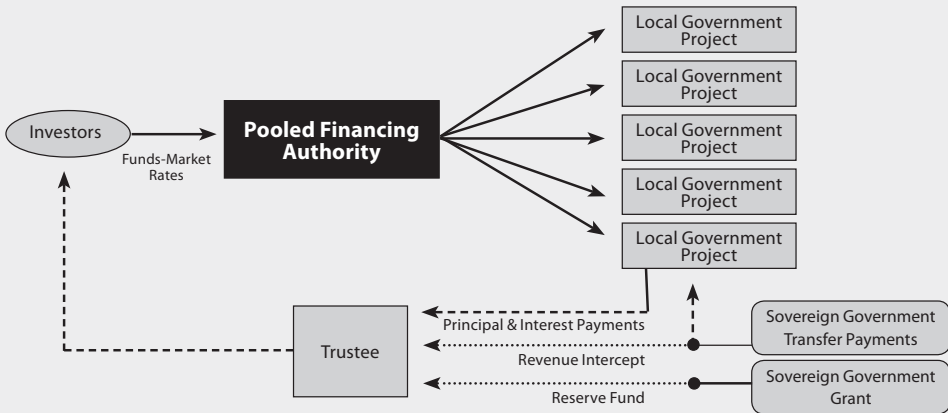 Local Government
Project
Local Government
Project
Investors
Funds-Market
Rates
Pooled Financing
Authority
Local Government
Project
Local Government
Project
Local Government
Project
Trustee
Principal & Interest Payments
Revenue Intercept
Reserve Fund
Sovereign Government
Transfer Payments
Sovereign Government
Grant